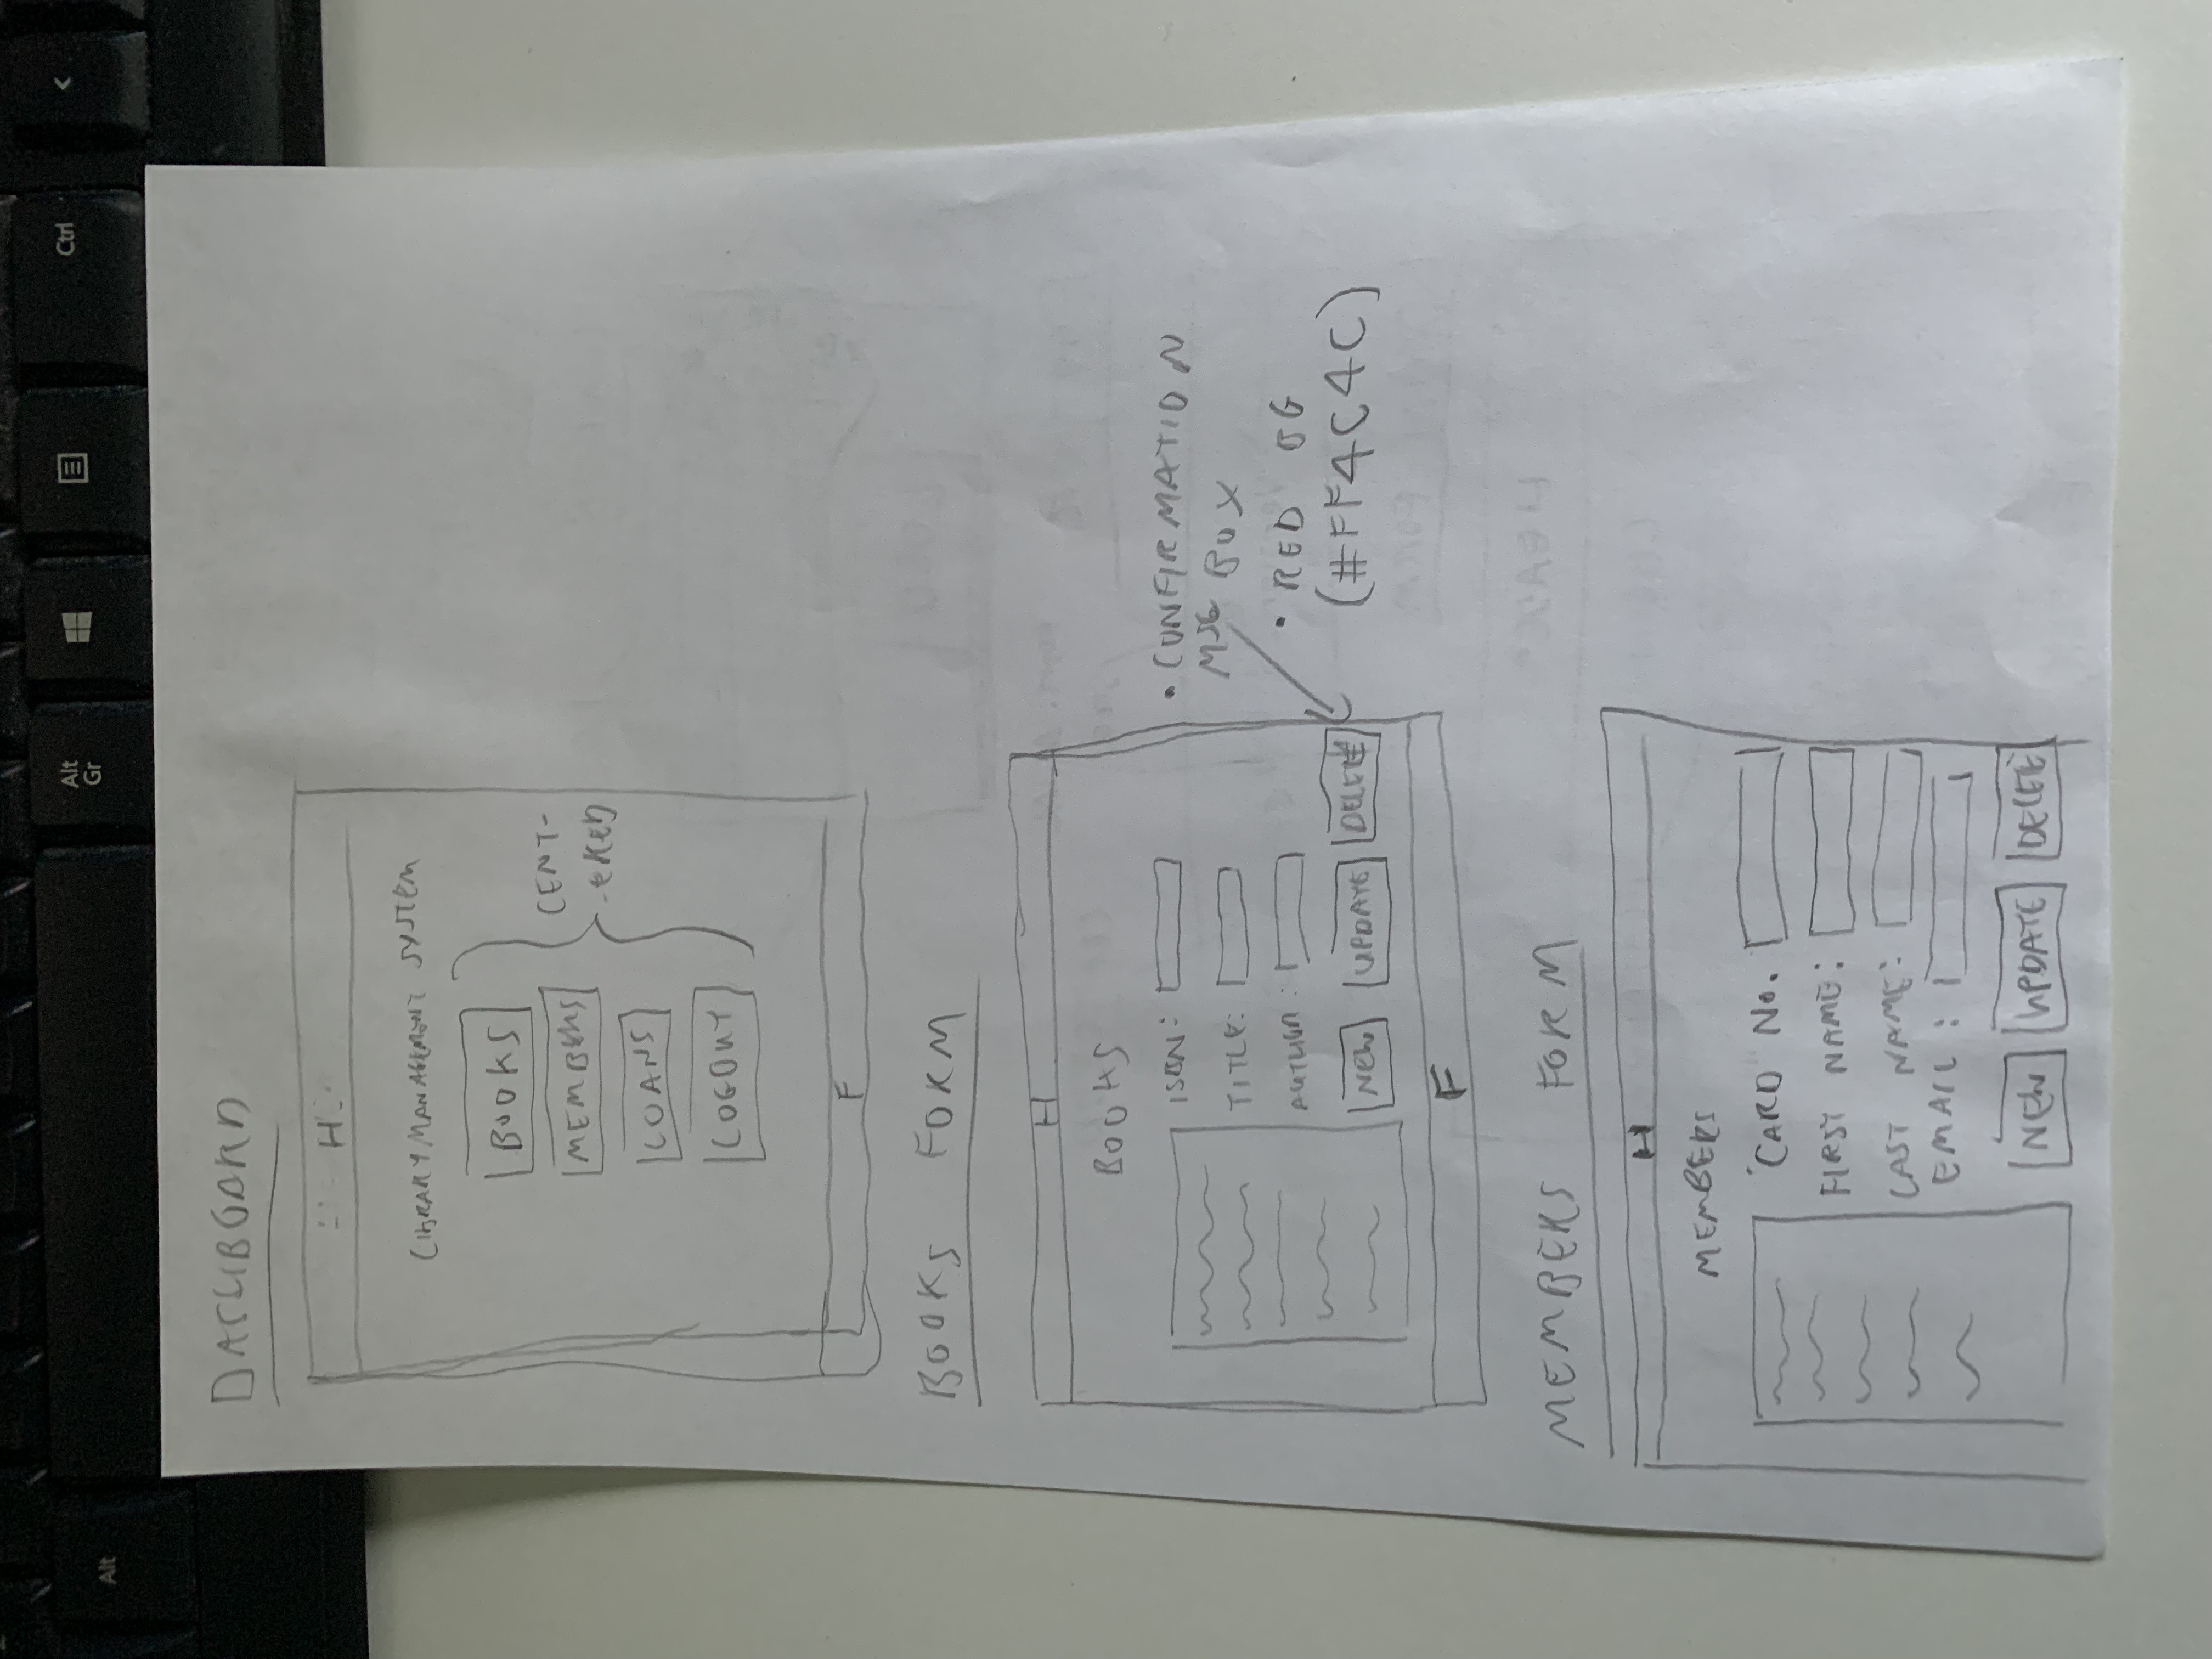 Alt
Alt
Gr
Ctrl
<
DASHBOARD
H
LIBRARY MANAGEMENT SYSTEM
BOOKS
MEMBERS
LOANS
LOGOUT
CENT-
-ERED
F
BOOKS FORM
H
BOOKS
ISBN:
TITLE:
AUTHOR:
NEW UPDATE DELETE
• CONFIRMATION
MSG BOX
• RED BG
(#FF4C4C)
F
MEMBERS FORM
H
MEMBERS
CARD No.
FIRST NAME:
LAST NAME:
EMAIL:
NEW UPDATE DELETE